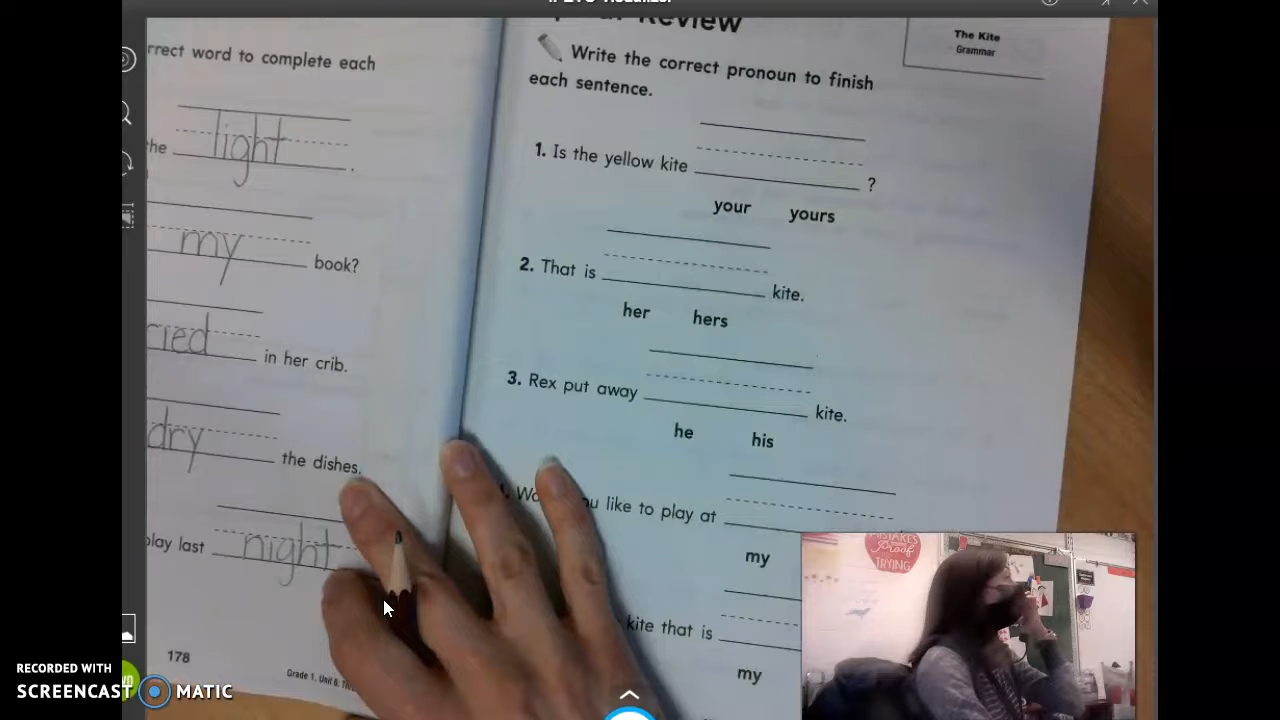 Review
The Kite
Grammar
Write the correct pronoun to finish
each sentence.
1. Is the yellow kite ?
your yours
2. That is kite.
her hers
3. Rex put away kite.
he his
like to play at
my
kite that is
my
rrect word to complete each
light .
my book?
ried in her crib.
dry the dishes.
play last night
178
Grade 1, Unit 6:
MISTAKES
Proof
TRYING
RECORDED WITH
SCREENCAST MATIC